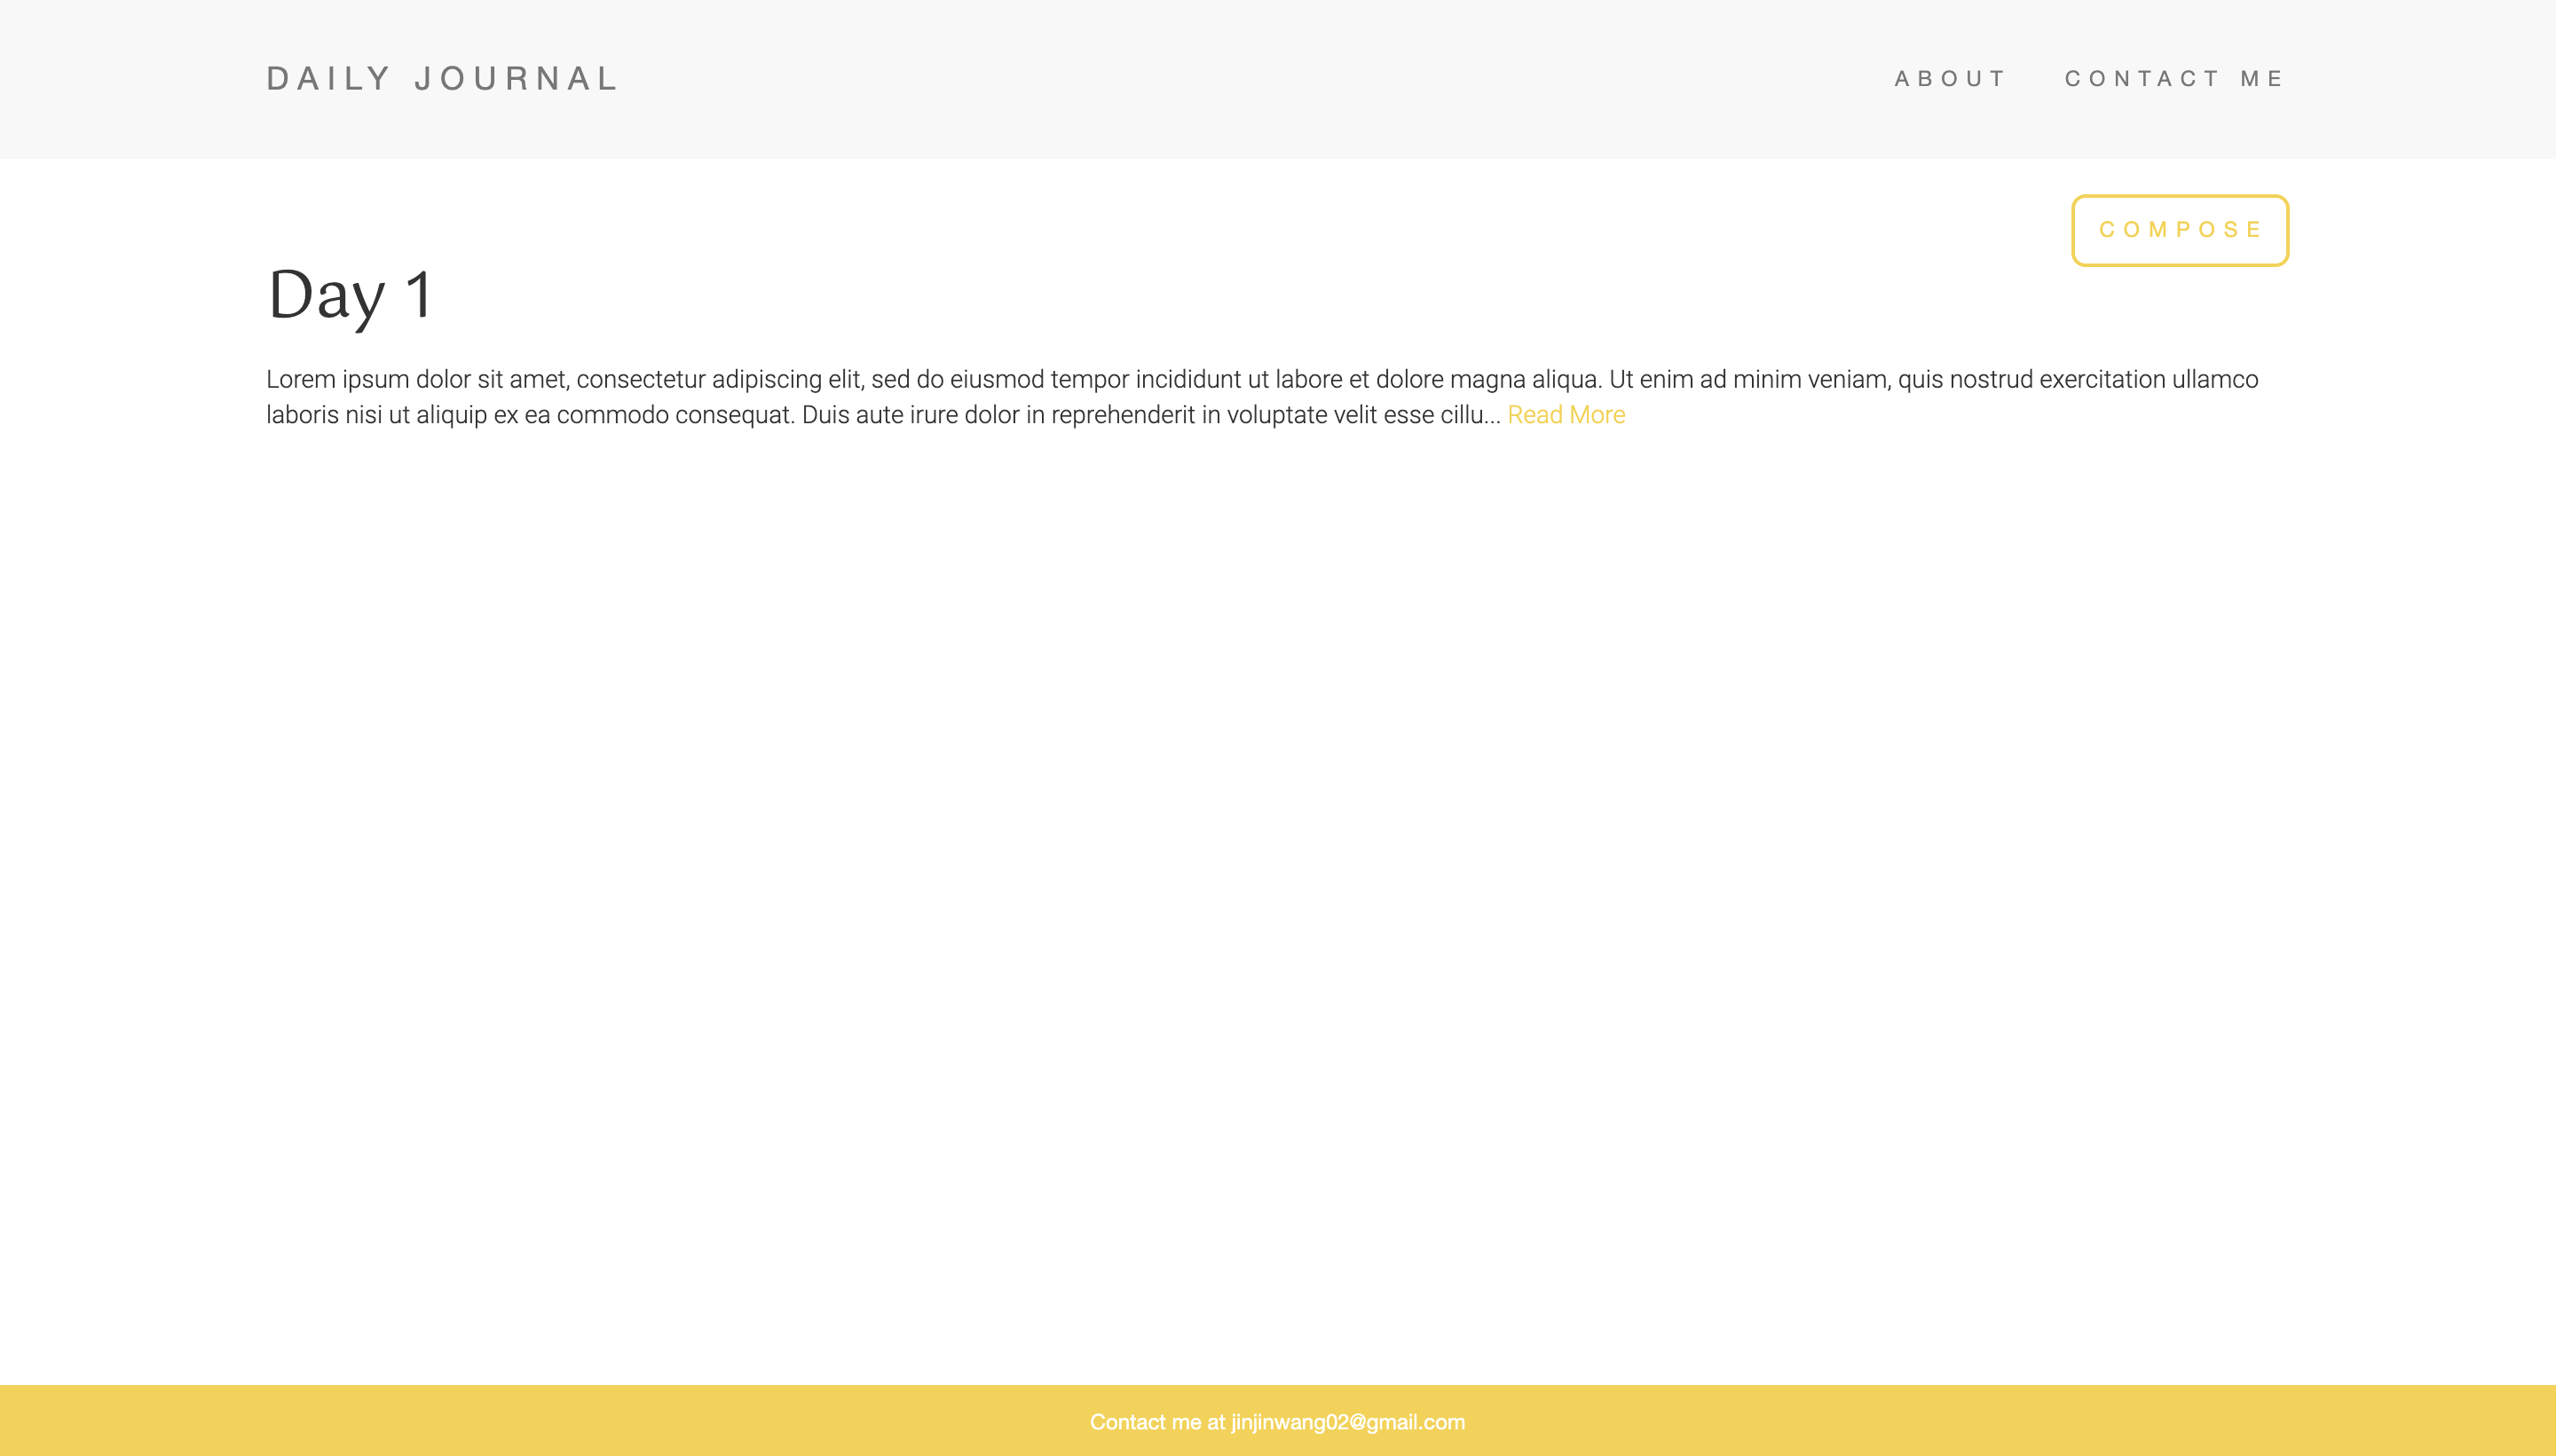 DAILY JOURNAL
ABOUT
CONTACT ME
COMPOSE
Day 1
Lorem ipsum dolor sit amet, consectetur adipiscing elit, sed do eiusmod tempor incididunt ut labore et dolore magna aliqua. Ut enim ad minim veniam, quis nostrud exercitation ullamco
laboris nisi ut aliquip ex ea commodo consequat. Duis aute irure dolor in reprehenderit in voluptate velit esse cillu... Read More
Contact me at jinjinwang02@gmail.com